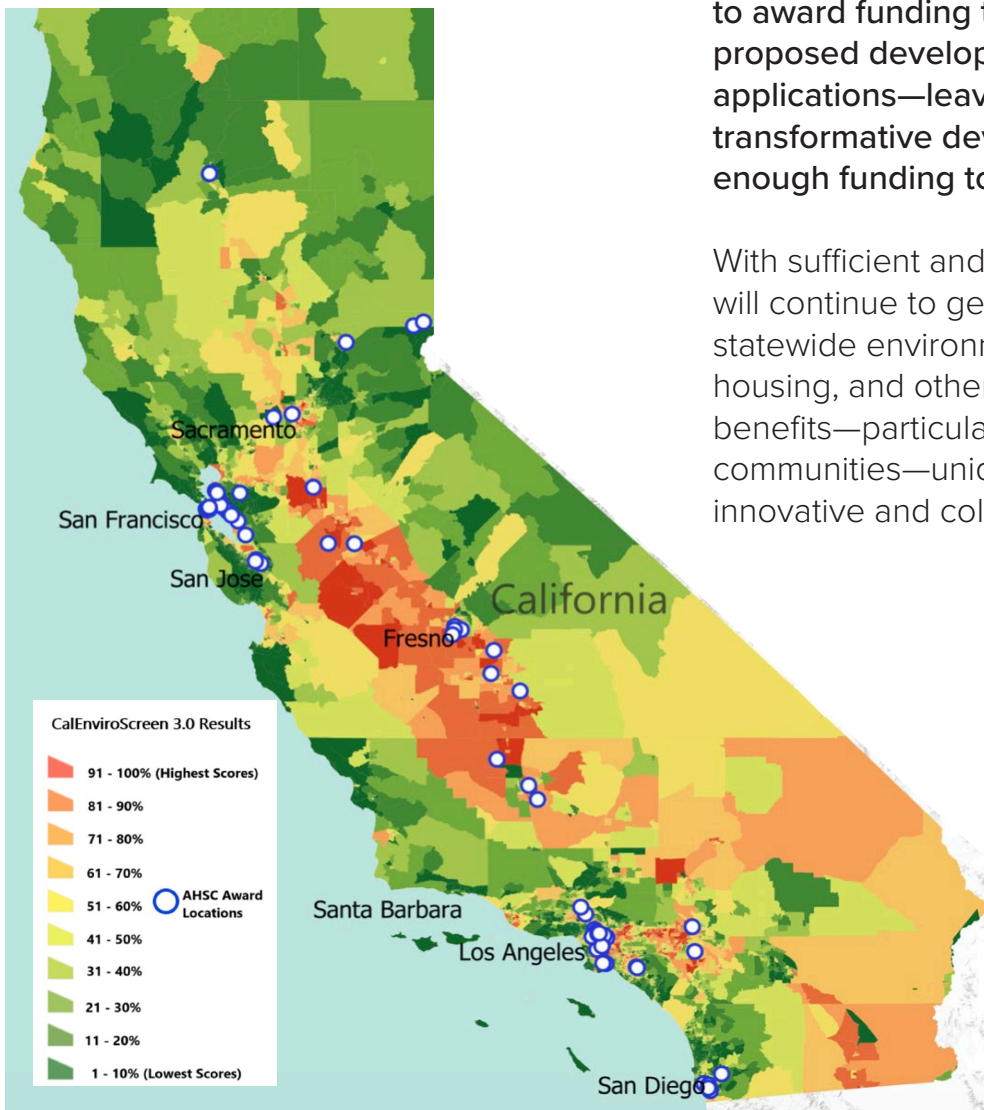 to award funding t
proposed develop
applications—leav
transformative dev
enough funding to
With sufficient and
will continue to ge
statewide environm
housing, and other
benefits—particula
communities—uniq
innovative and col
Sacramento
San Francisco
San Jose
California
Fresno
Santa Barbara
Los Angeles
San Diego
CalEnviroScreen 3.0 Results
91 - 100% (Highest Scores)
81 - 90%
71 - 80%
61 - 70%
51 - 60%
41 - 50%
31 - 40%
21 - 30%
11 - 20%
1 - 10% (Lowest Scores)
AHSC Award
Locations